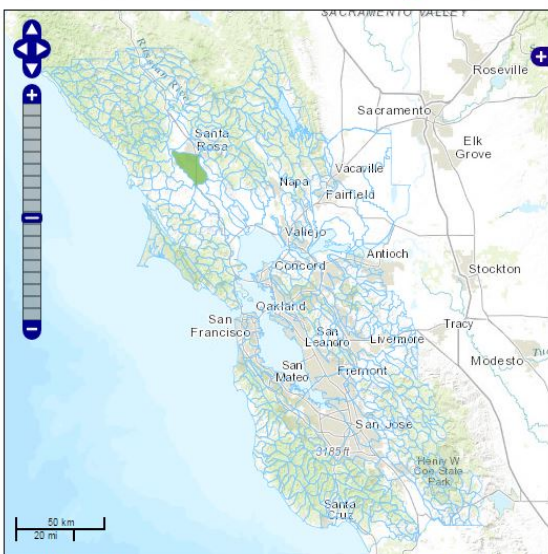 SACRAMENTO VALLEY
Russian River
Roseville
Sacramento
Santa
Rosa
Elk
Grove
Vacaville
Napa
Fairfield
Vallejo
Antioch
Concord
Stockton
Oakland
San
Francisco
San
Leandro
Livermore
Tracy
San
Mateo
Fremont
Modesto
San Jose
3185 ft
Henry W
Coe State
Park
Santa
Cruz
50 km
20 mi